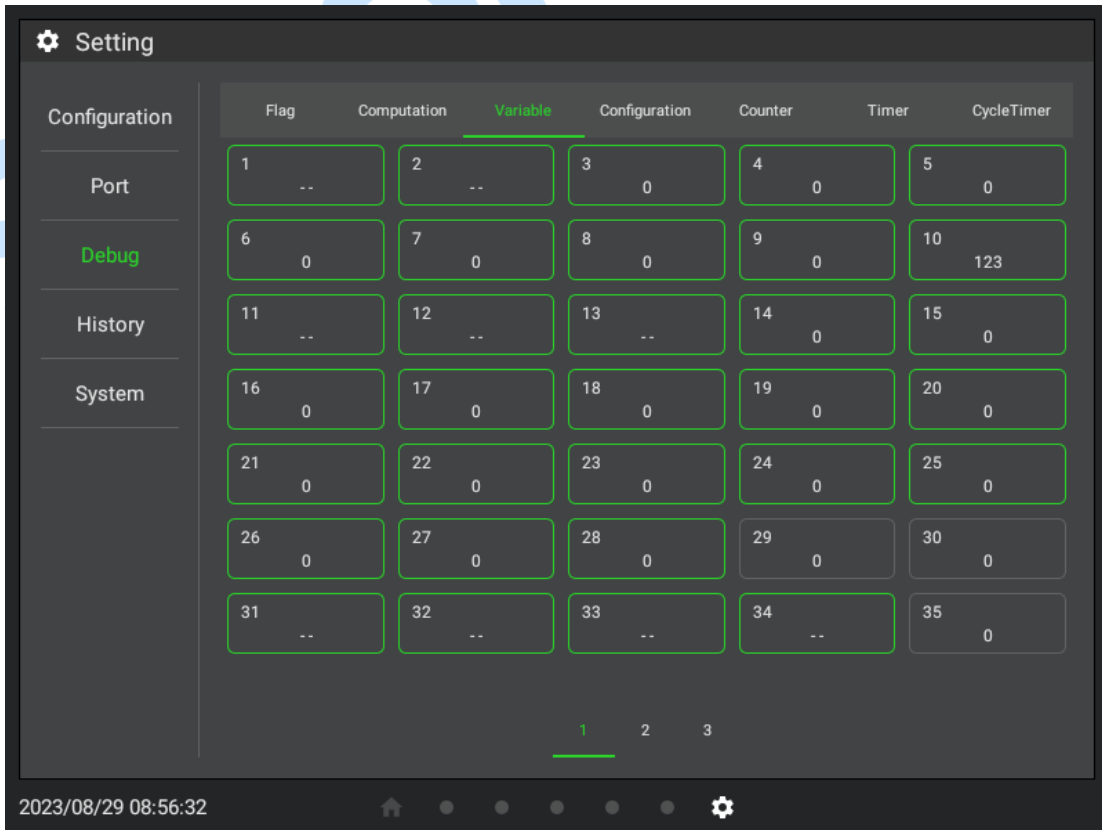 Setting
Configuration
Port
Debug
History
System
Flag Computation Variable Configuration Counter Timer CycleTimer
1 2 3 4 5
-- -- 0 0 0
6 7 8 9 10
0 0 0 0 123
11 12 13 14 15
-- -- -- 0 0
16 17 18 19 20
0 0 0 0 0
21 22 23 24 25
0 0 0 0 0
26 27 28 29 30
0 0 0 0 0
31 32 33 34 35
-- -- -- -- 0
1 2 3
2023/08/29 08:56:32